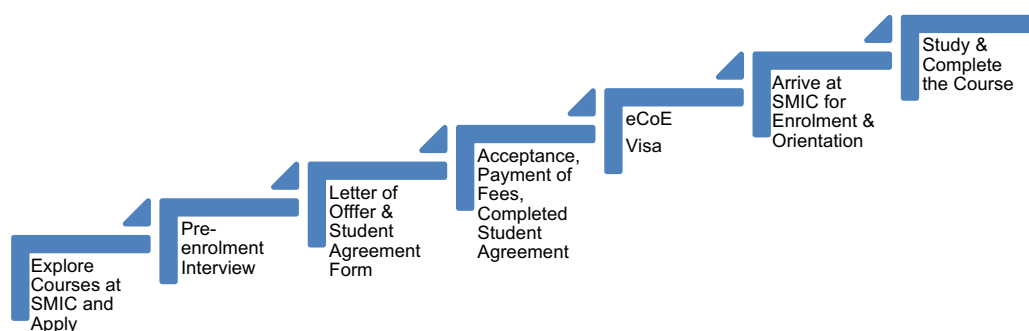 Explore
Courses at
SMIC and
Apply
Pre-
enrolment
Interview
Letter of
Offfer &
Student
Agreement
Form
Acceptance,
Payment of
Fees,
Completed
Student
Agreement
eCoE
Visa
Arrive at
SMIC for
Enrolment &
Orientation
Study &
Complete
the Course